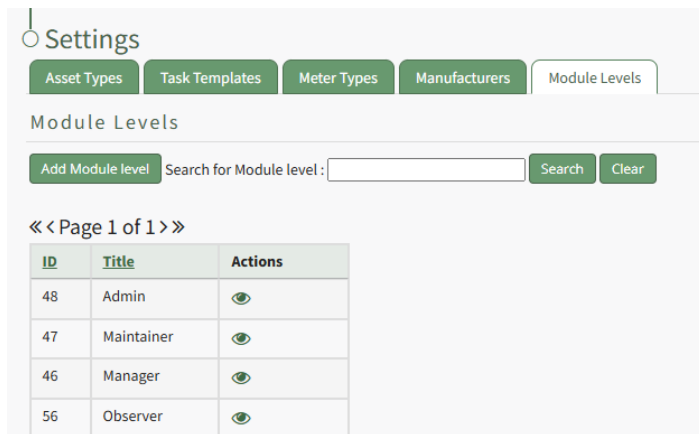 Settings
Asset Types Task Templates Meter Types Manufacturers Module Levels
Module Levels
Add Module level Search for Module level : Search Clear
« < Page 1 of 1 > »
ID Title Actions
48 Admin
47 Maintainer
46 Manager
56 Observer